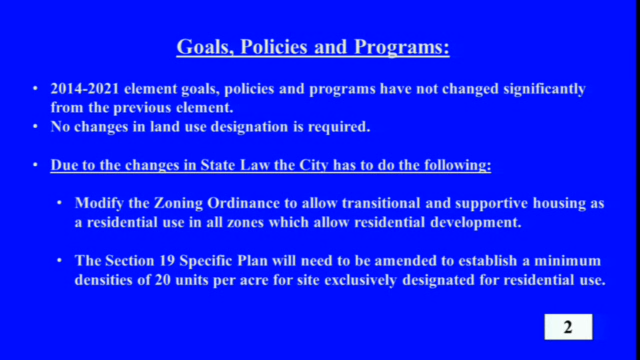 Goals, Policies and Programs:
• 2014-2021 element goals, policies and programs have not changed significantly
from the previous element.
• No changes in land use designation is required.
• Due to the changes in State Law the City has to do the following:
• Modify the Zoning Ordinance to allow transitional and supportive housing as
a residential use in all zones which allow residential development.
• The Section 19 Specific Plan will need to be amended to establish a minimum
densities of 20 units per acre for site exclusively designated for residential use.
2